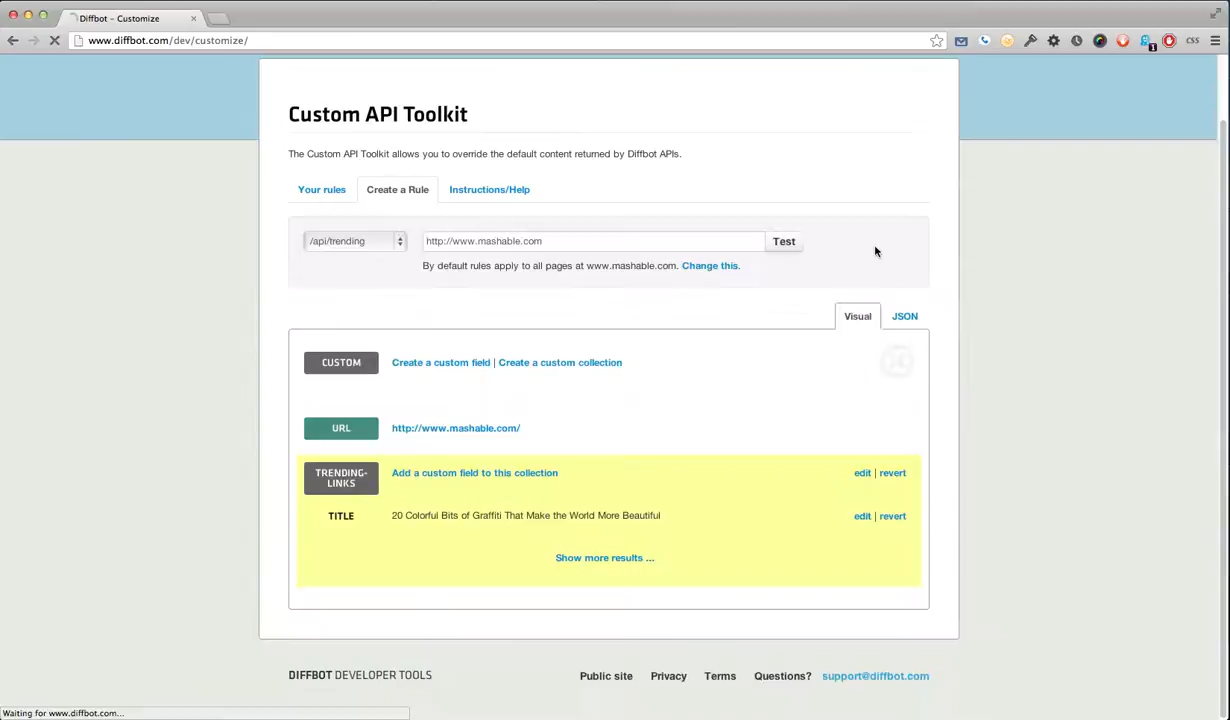 Diffbot – Customize
www.diffbot.com/dev/customize/
1
CSS
Custom API Toolkit
The Custom API Toolkit allows you to override the default content returned by Diffbot APIs.
Your rules
Create a Rule
Instructions/Help
/api/trending
http://www.mashable.com
Test
By default rules apply to all pages at www.mashable.com. Change this.
Visual
JSON
CUSTOM
Create a custom field | Create a custom collection
URL
http://www.mashable.com/
TRENDING-
LINKS
Add a custom field to this collection
edit | revert
TITLE
20 Colorful Bits of Graffiti That Make the World More Beautiful
edit | revert
Show more results ...
DIFFBOT DEVELOPER TOOLS
Public site
Privacy
Terms
Questions?
support@diffbot.com
Waiting for www.diffbot.com...